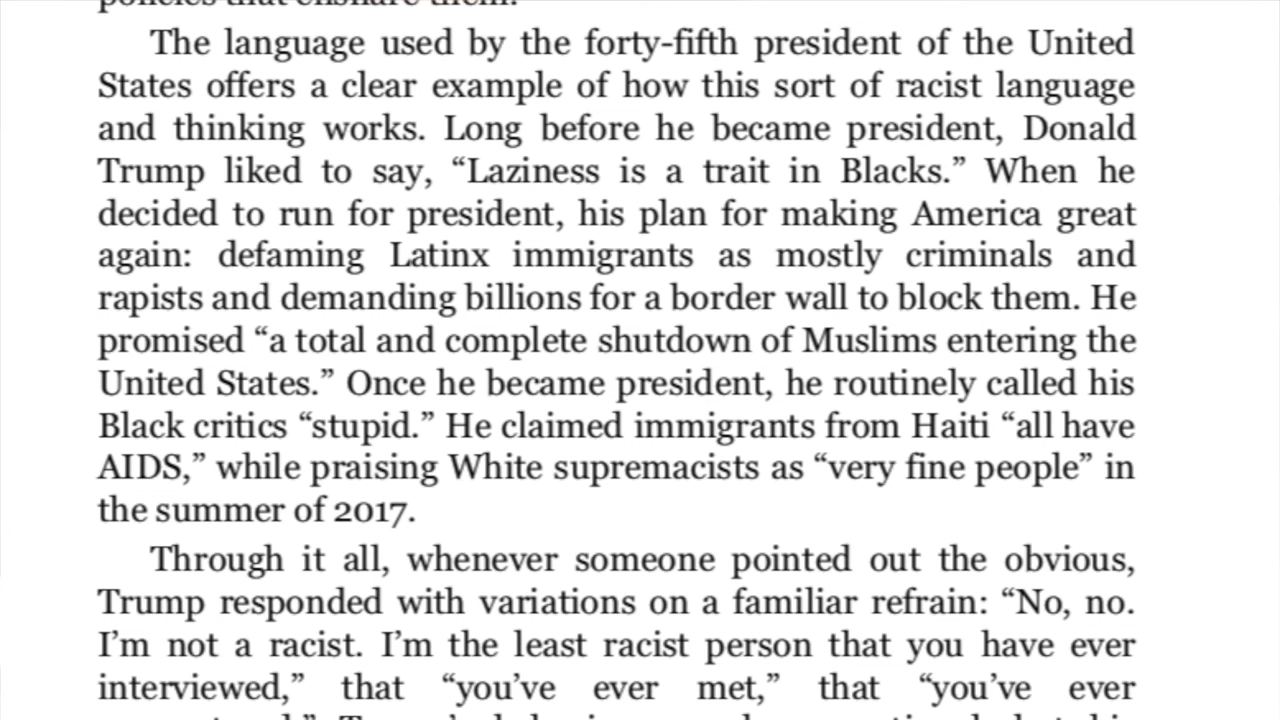 policies that ensnare them.
The language used by the forty-fifth president of the United
States offers a clear example of how this sort of racist language
and thinking works. Long before he became president, Donald
Trump liked to say, “Laziness is a trait in Blacks.” When he
decided to run for president, his plan for making America great
again: defaming Latinx immigrants as mostly criminals and
rapists and demanding billions for a border wall to block them. He
promised “a total and complete shutdown of Muslims entering the
United States.” Once he became president, he routinely called his
Black critics “stupid.” He claimed immigrants from Haiti “all have
AIDS,” while praising White supremacists as “very fine people” in
the summer of 2017.
Through it all, whenever someone pointed out the obvious,
Trump responded with variations on a familiar refrain: “No, no.
I’m not a racist. I’m the least racist person that you have ever
interviewed,” that “you’ve ever met,” that “you’ve ever